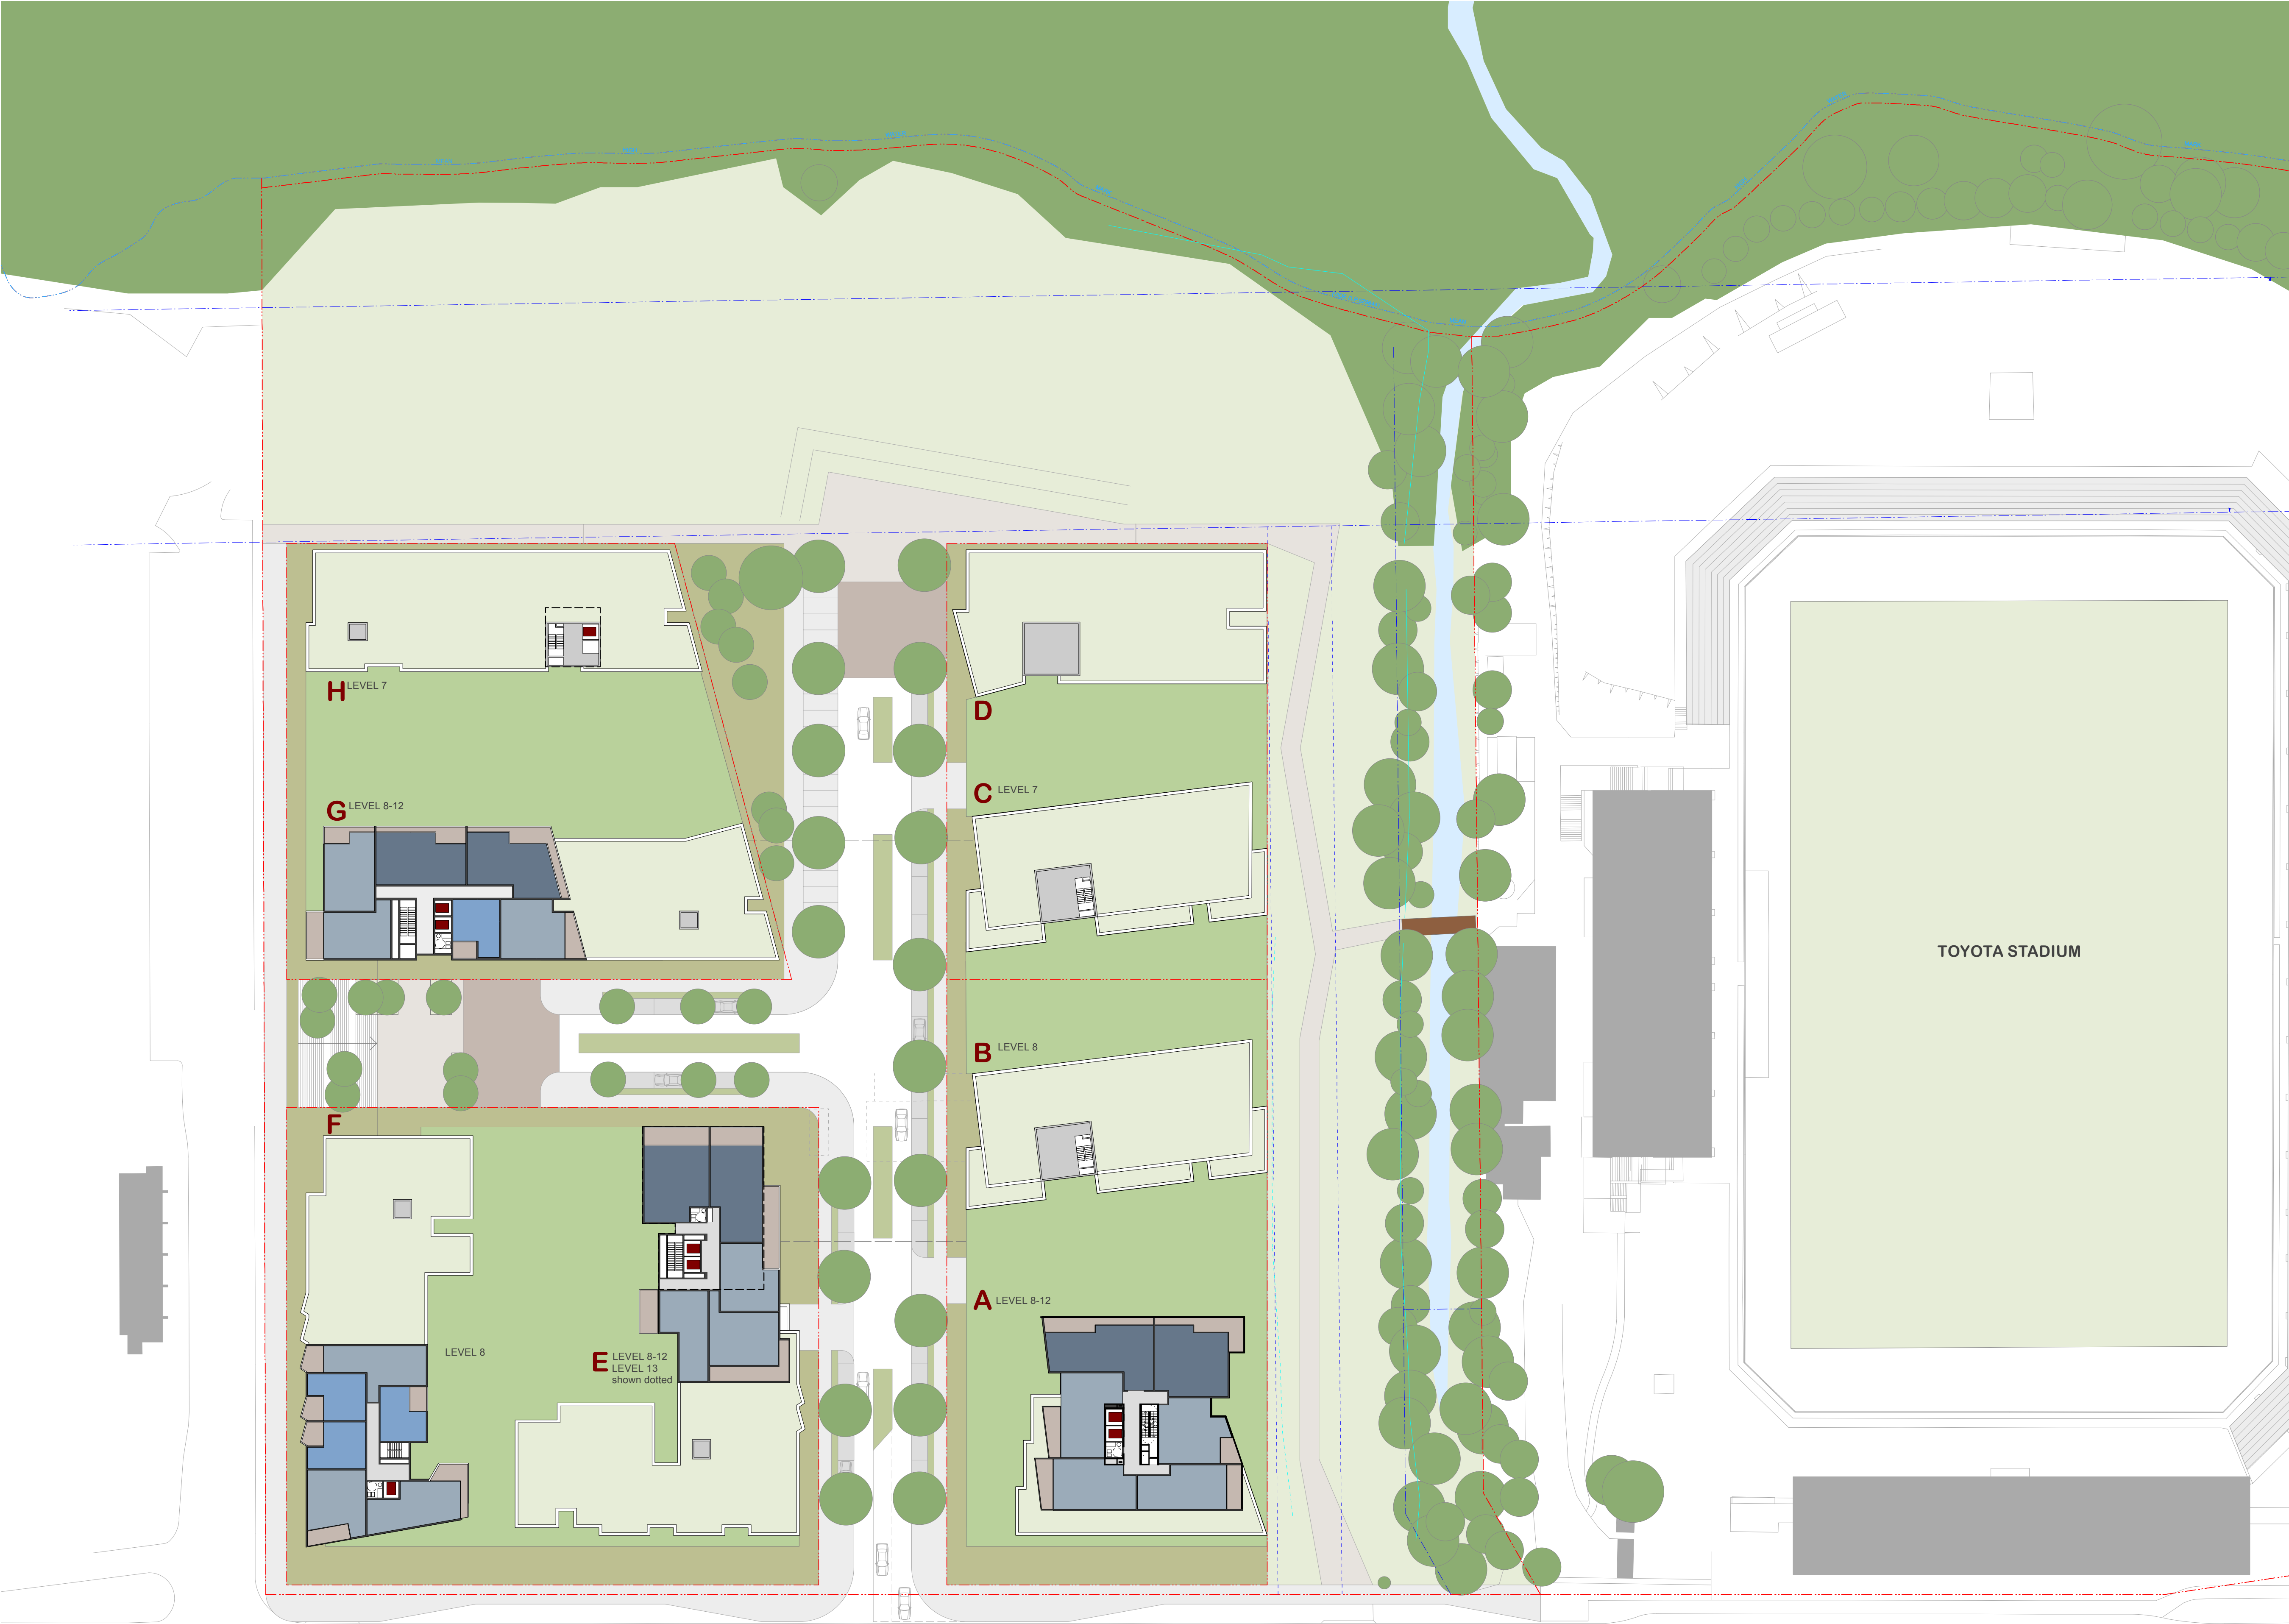 H LEVEL 7
D
C LEVEL 7
G LEVEL 8-12
TOYOTA STADIUM
B LEVEL 8
F
A LEVEL 8-12
LEVEL 8
E LEVEL 8-12
LEVEL 13
shown dotted